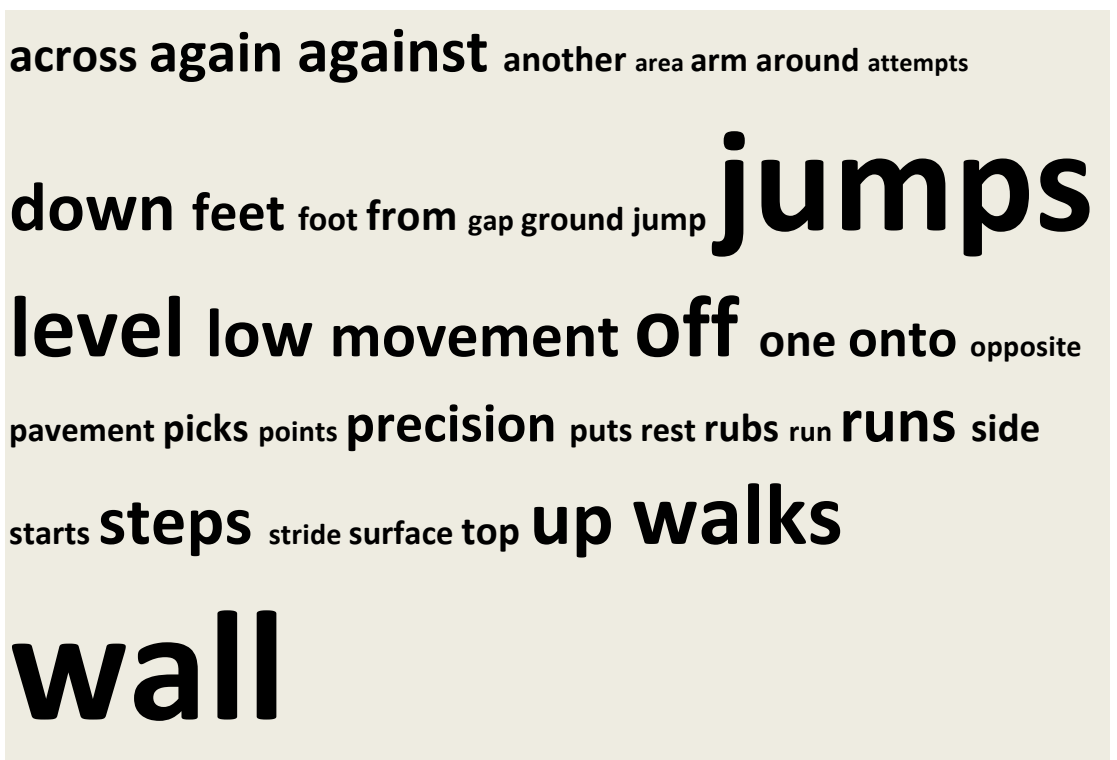 across again against another area arm around attempts
down feet foot from gap ground jump jumps
level low movement off one onto opposite
pavement picks points precision puts rest rubs run runs side
starts steps stride surface top up walks
wall